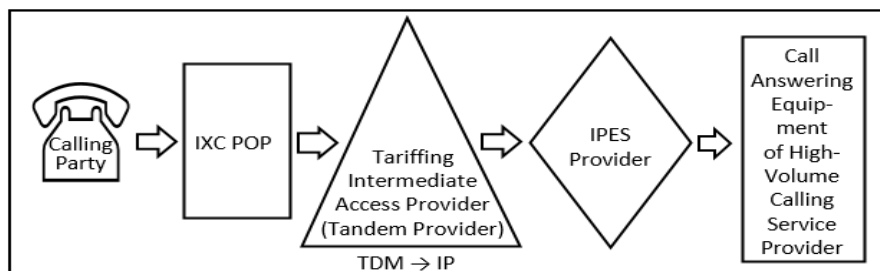 Calling
Party
IXC POP
Tariffing
Intermediate
Access Provider
(Tandem Provider)
TDM → IP
IPES
Provider
Call
Answering
Equip-
ment
of High-
Volume
Calling
Service
Provider